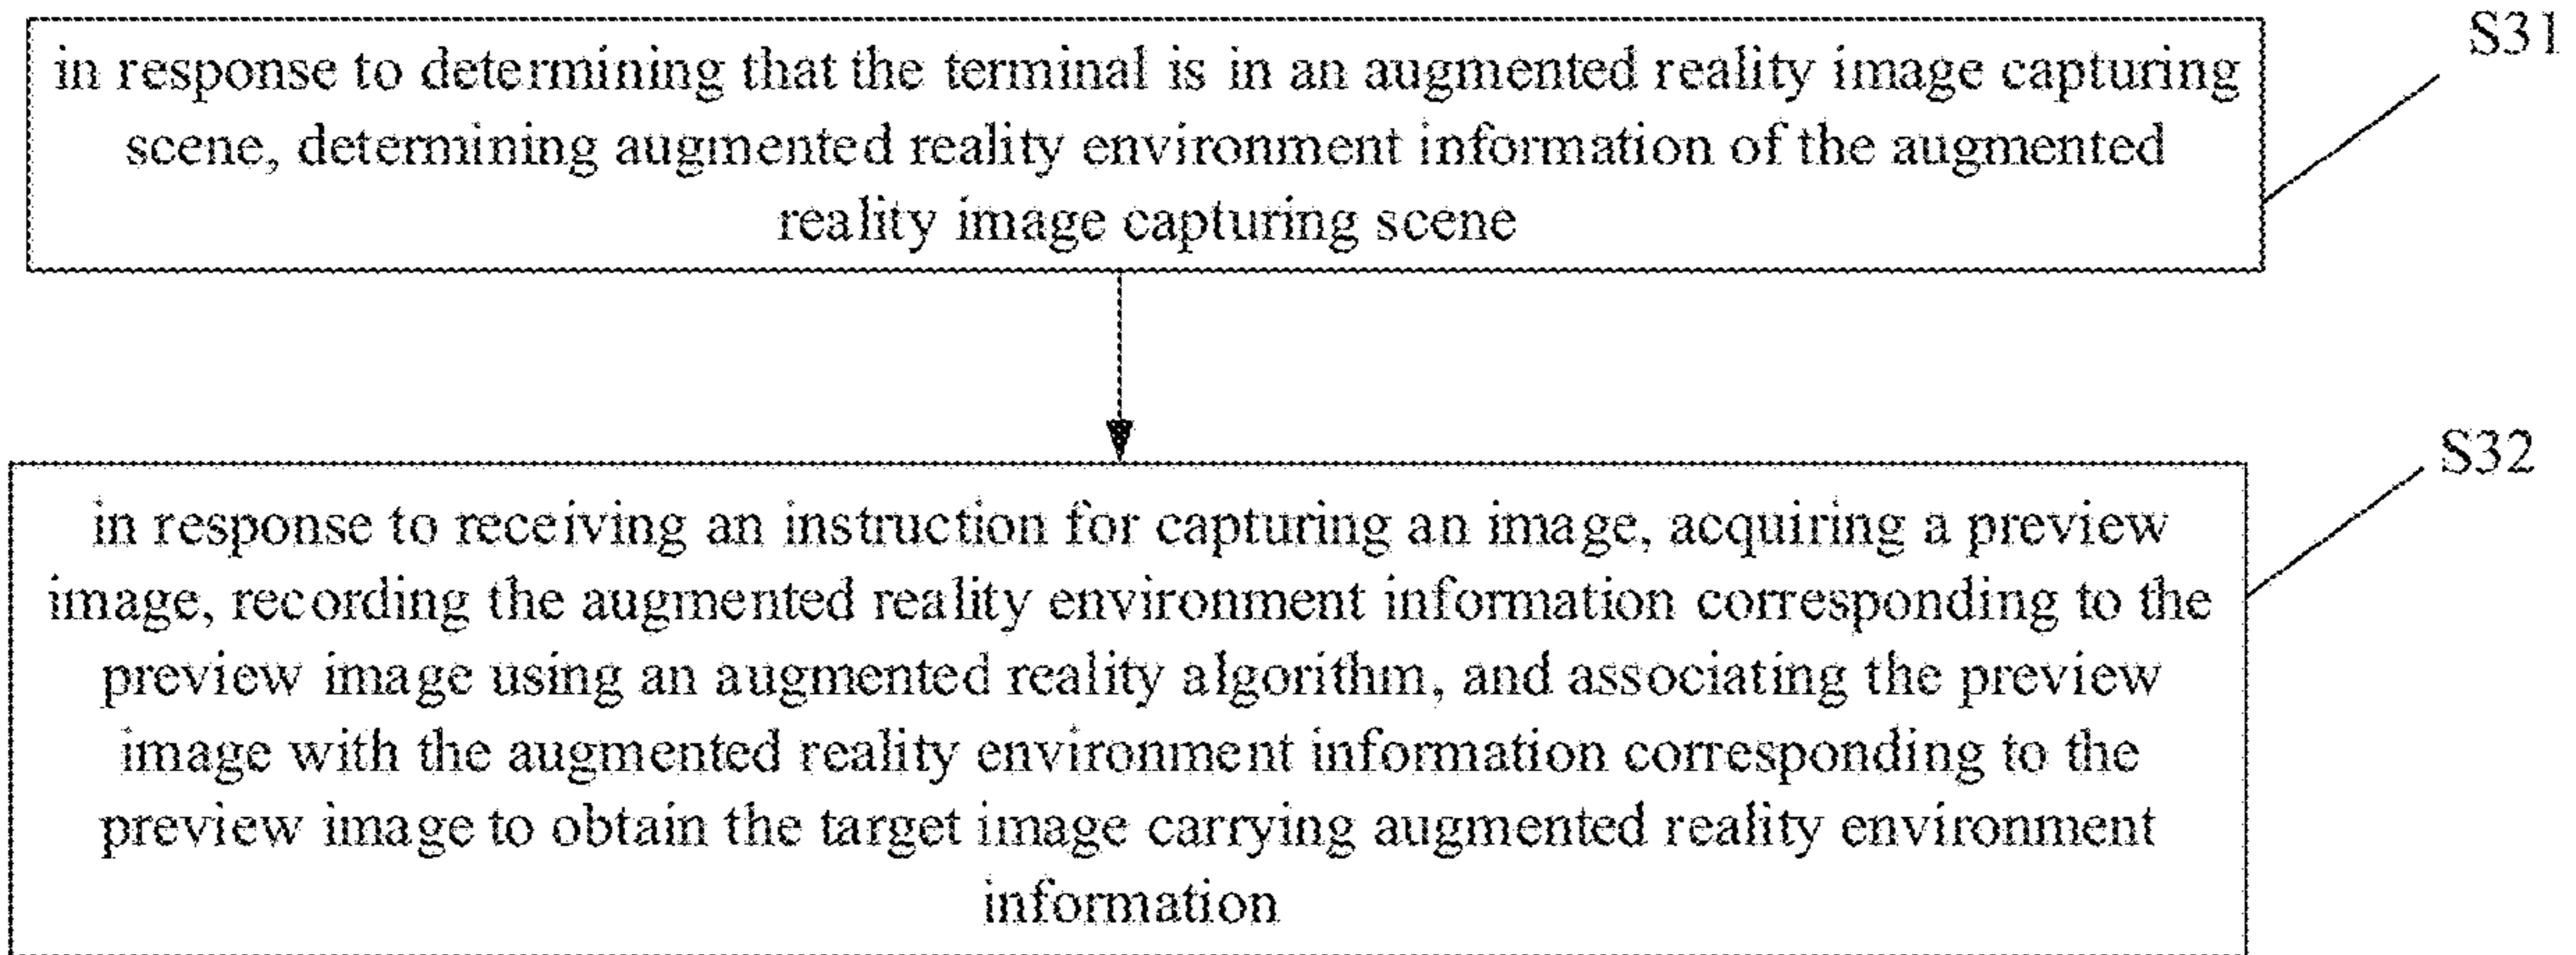 S31
in response to determining that the terminal is in an augmented reality image capturing
scene, determining augmented reality environment information of the augmented
reality image capturing scene
S32
in response to receiving an instruction for capturing an image, acquiring a preview
image, recording the augmented reality environment information corresponding to the
preview image using an augmented reality algorithm, and associating the preview
image with the augmented reality environment information corresponding to the
preview image to obtain the target image carrying augmented reality environment
information